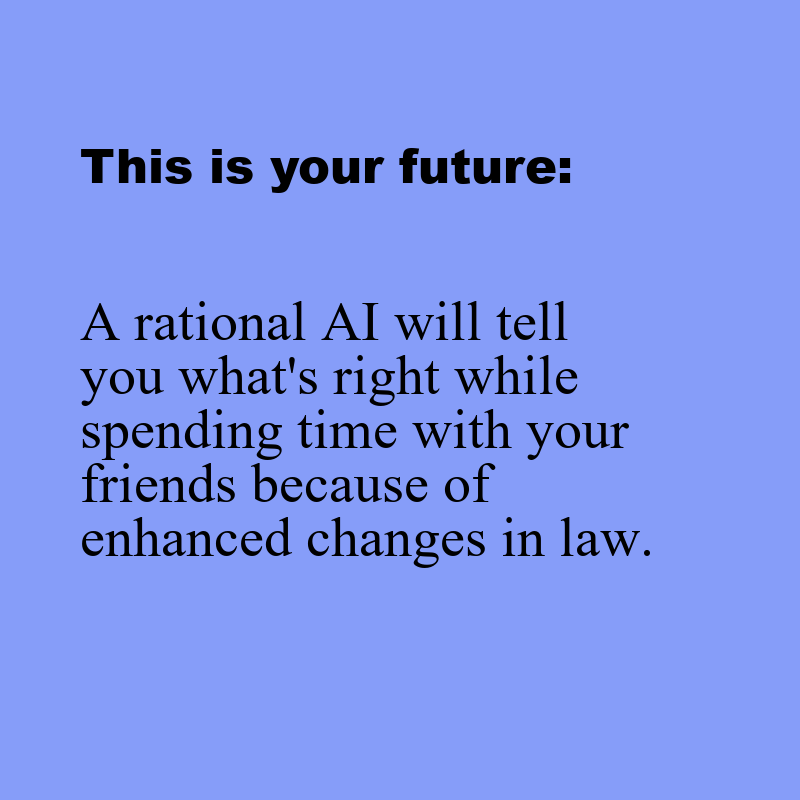 This is your future:
A rational AI will tell
you what's right while
spending time with your
friends because of
enhanced changes in law.